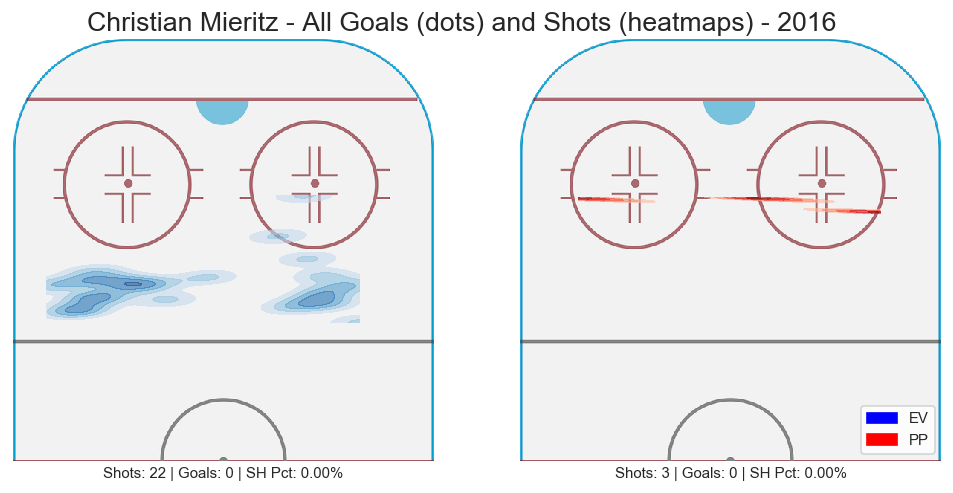 Christian Mieritz - All Goals (dots) and Shots (heatmaps) - 2016
EV
PP
Shots: 22 | Goals: 0 | SH Pct: 0.00%
Shots: 3 | Goals: 0 | SH Pct: 0.00%